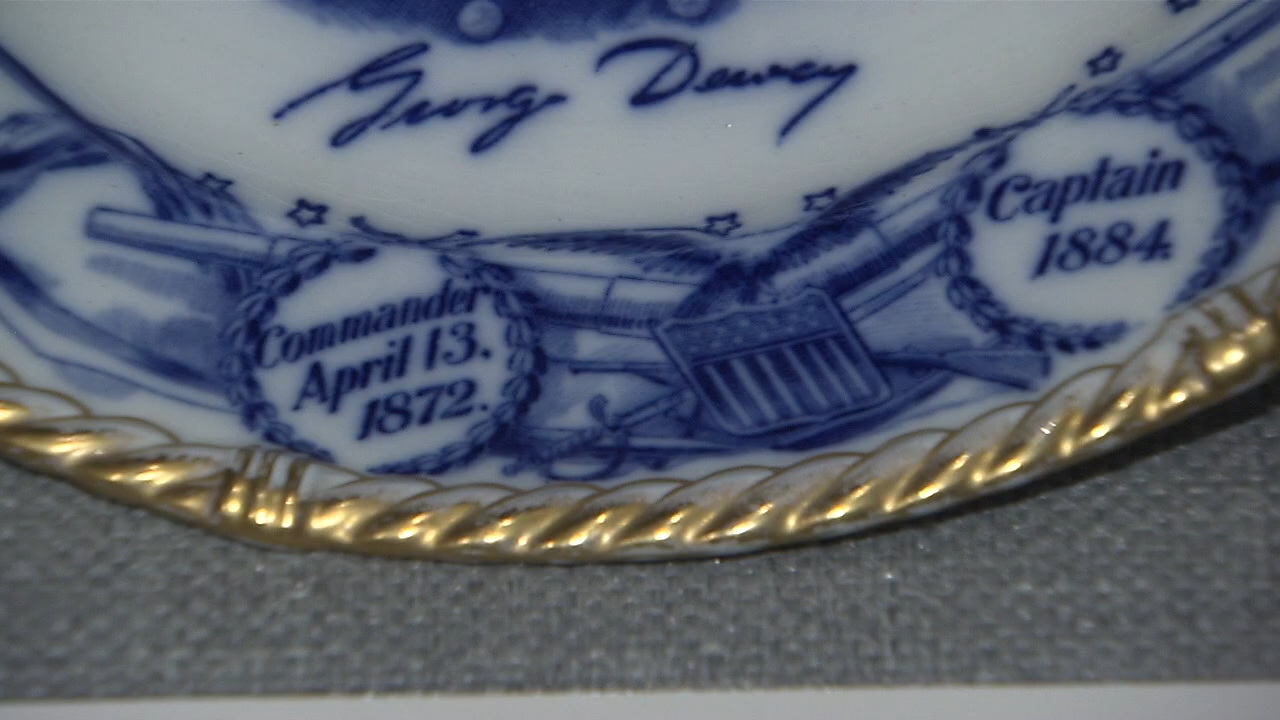 George Dewey
Commander
April 13.
1872.
Captain
1884.